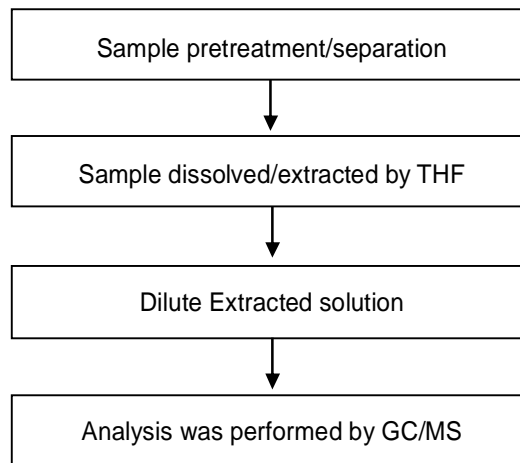 Sample pretreatment/separation
Sample dissolved/extracted by THF
Dilute Extracted solution
Analysis was performed by GC/MS